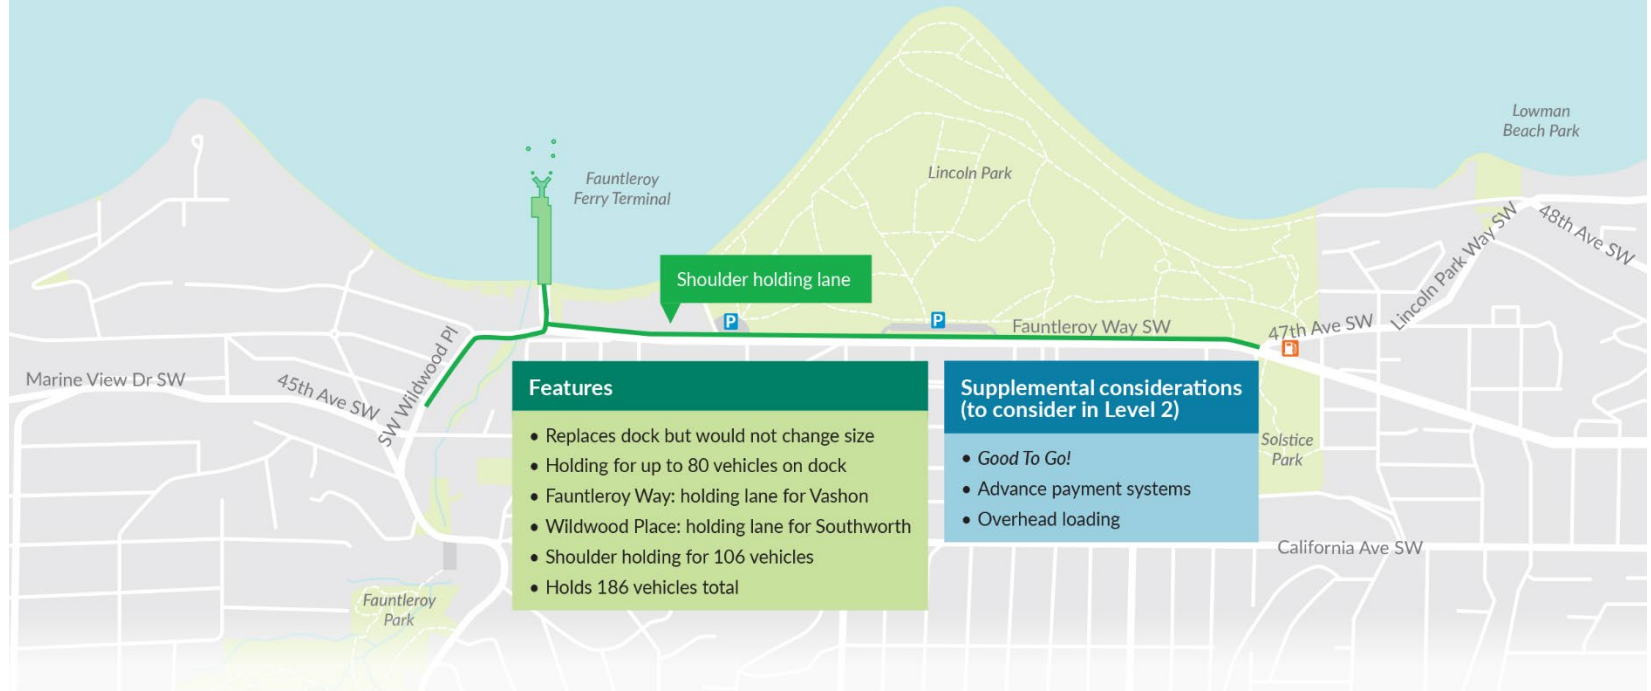 Lowman
Beach Park
Lincoln Park
Fauntleroy
Ferry Terminal
48th Ave SW
Lincoln Park Way SW
Shoulder holding lane
P
P
Fauntleroy Way SW
47th Ave SW
SW Wildwood Pl
Marine View Dr SW
45th Ave SW
Features
• Replaces dock but would not change size
• Holding for up to 80 vehicles on dock
• Fauntleroy Way: holding lane for Vashon
• Wildwood Place: holding lane for Southworth
• Shoulder holding for 106 vehicles
• Holds 186 vehicles total
Supplemental considerations
(to consider in Level 2)
• Good To Go!
• Advance payment systems
• Overhead loading
Solstice
Park
California Ave SW
Fauntleroy
Park